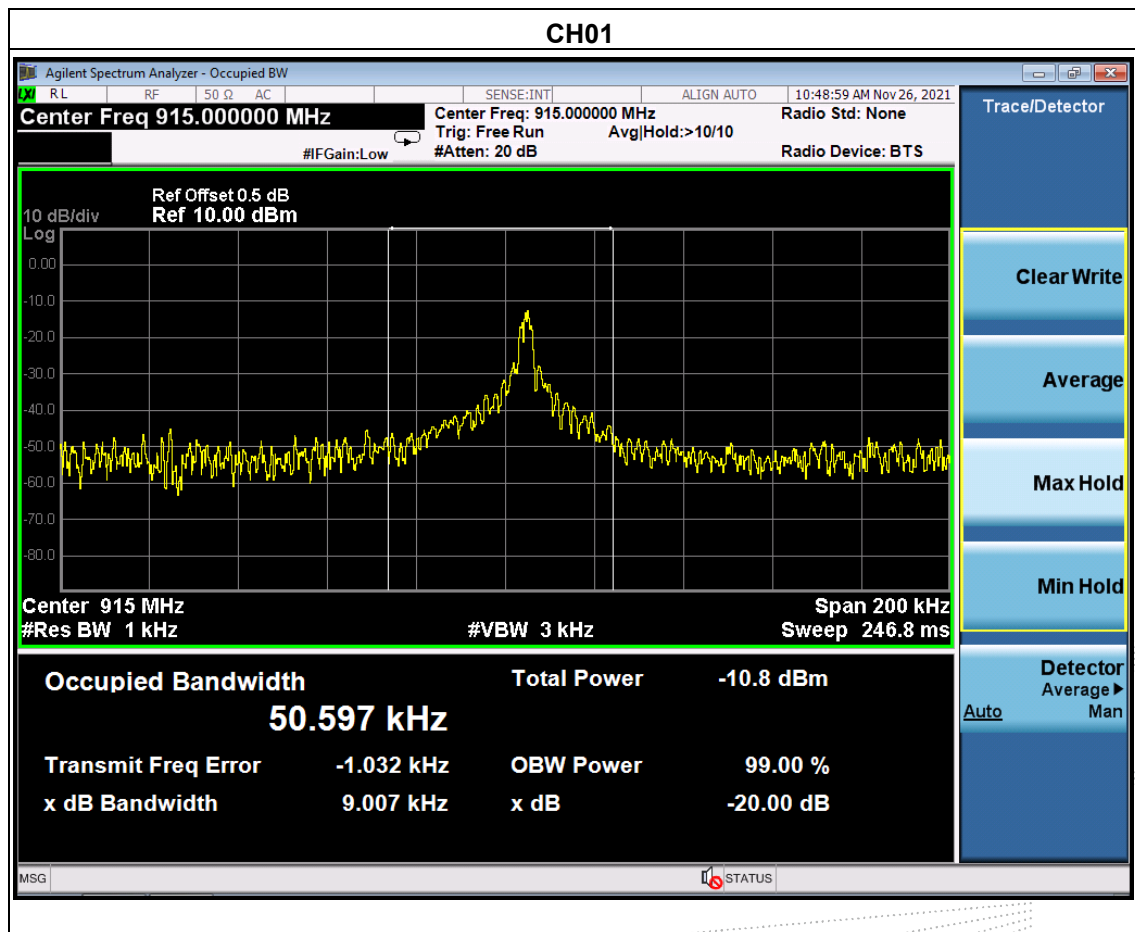 CH01
Agilent Spectrum Analyzer - Occupied BW
LXI RL RF 50 Ω AC SENSE:INT ALIGN AUTO 10:48:59 AM Nov 26, 2021
Center Freq 915.000000 MHz
#IFGain:Low
Center Freq: 915.000000 MHz
Trig: Free Run Avg|Hold:>10/10
#Atten: 20 dB
Radio Std: None
Radio Device: BTS
Trace/Detector
Ref Offset 0.5 dB
10 dB/div Ref 10.00 dBm
Log
0.00
-10.0
-20.0
-30.0
-40.0
-50.0
-60.0
-70.0
-80.0
Center 915 MHz Span 200 kHz
#Res BW 1 kHz #VBW 3 kHz Sweep 246.8 ms
Occupied Bandwidth Total Power -10.8 dBm
50.597 kHz
Transmit Freq Error -1.032 kHz OBW Power 99.00 %
x dB Bandwidth 9.007 kHz x dB -20.00 dB
Clear Write
Average
Max Hold
Min Hold
Detector
Average
Auto Man
MSG STATUS